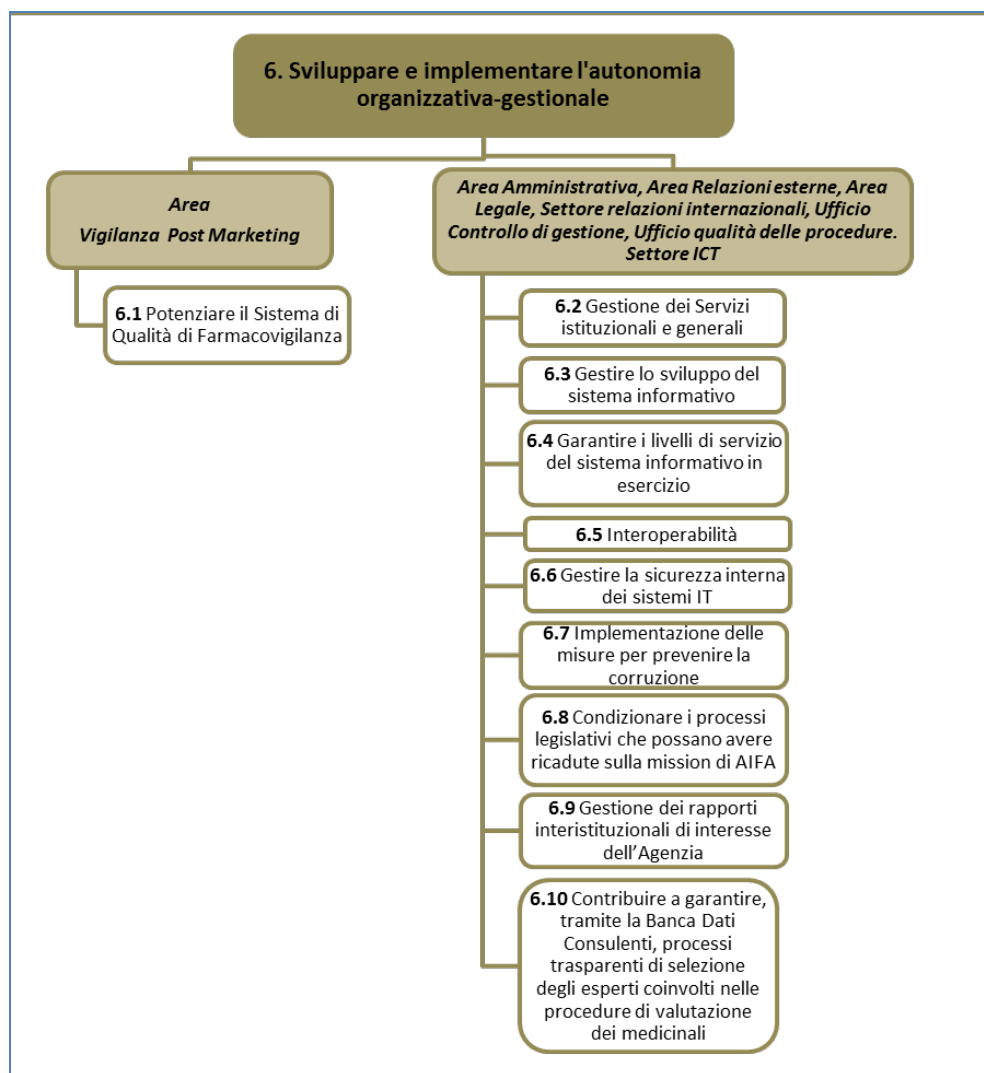 6. Sviluppare e implementare l'autonomia
organizzativa-gestionale
Area
Vigilanza Post Marketing
6.1 Potenziare il Sistema di
Qualità di Farmacovigilanza
Area Amministrativa, Area Relazioni esterne, Area
Legale, Settore relazioni internazionali, Ufficio
Controllo di gestione, Ufficio qualità delle procedure.
Settore ICT
6.2 Gestione dei Servizi
istituzionali e generali
6.3 Gestire lo sviluppo del
sistema informativo
6.4 Garantire i livelli di servizio
del sistema informativo in
esercizio
6.5 Interoperabilità
6.6 Gestire la sicurezza interna
dei sistemi IT
6.7 Implementazione delle
misure per prevenire la
corruzione
6.8 Condizionare i processi
legislativi che possano avere
ricadute sulla mission di AIFA
6.9 Gestione dei rapporti
interistituzionali di interesse
dell’Agenzia
6.10 Contribuire a garantire,
tramite la Banca Dati
Consulenti, processi
trasparenti di selezione
degli esperti coinvolti nelle
procedure di valutazione
dei medicinali